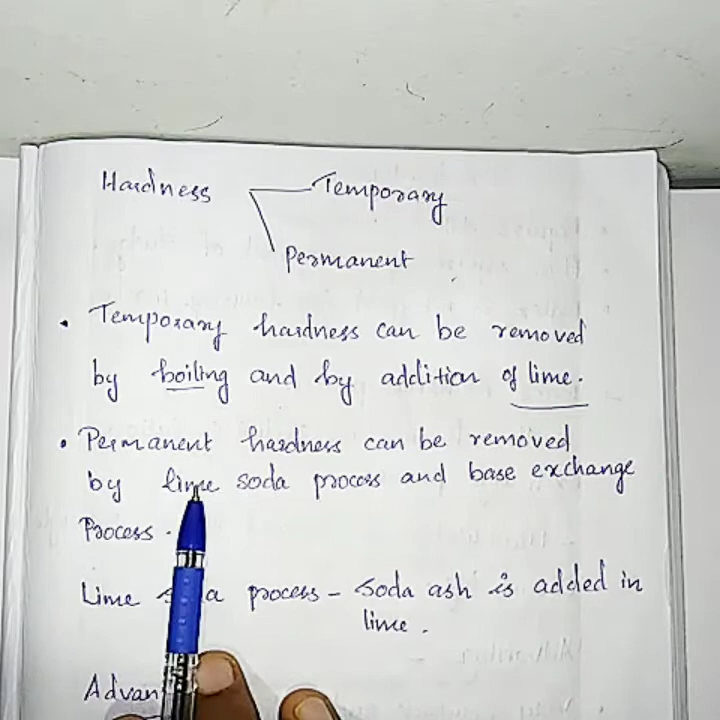 Hardness Temporary
Permanent
• Temporary hardness can be removed
by boiling and by addition of lime.
• Permanent hardness can be removed
by lime soda process and base exchange
Process.
Lime process - soda ash is added in
lime.